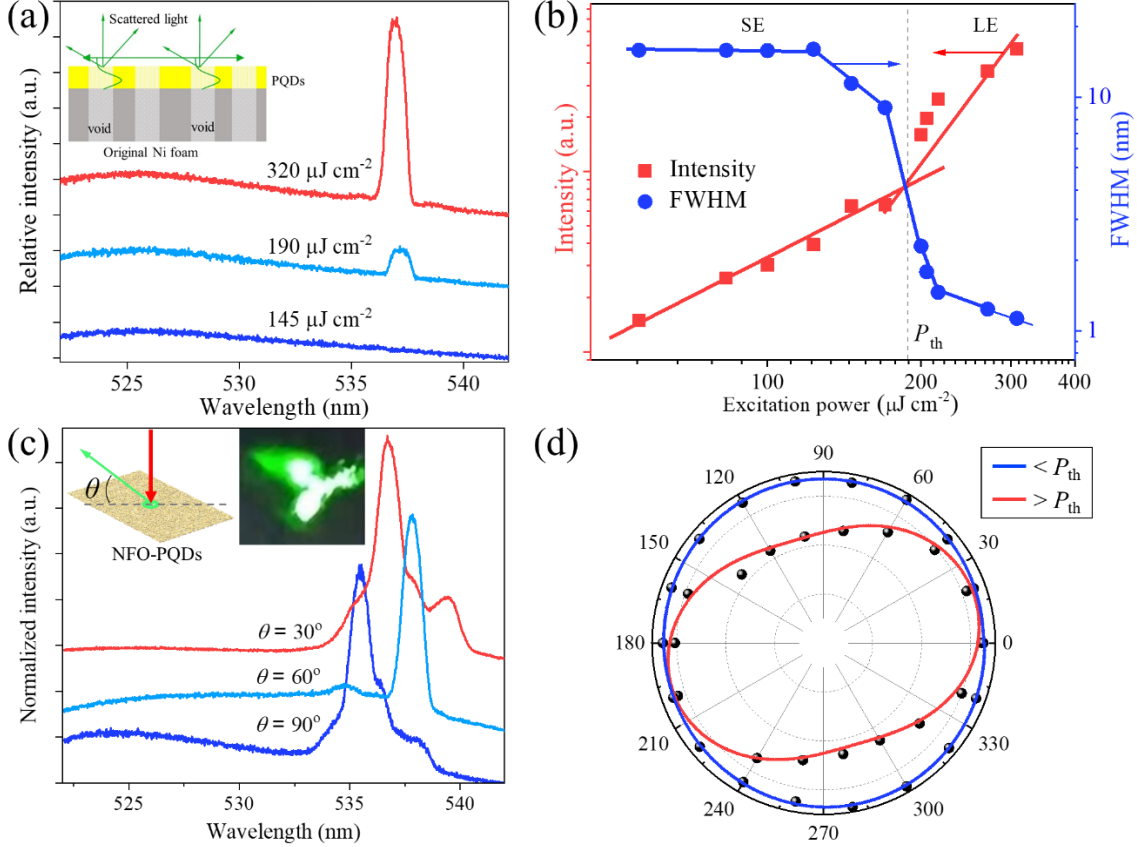 (a)
Scattered light
PQDs
void
void
Original Ni foam
320 μJ cm-2
190 μJ cm-2
145 μJ cm-2
Relative intensity (a.u.)
525
530
535
540
Wavelength (nm)
(b)
SE
LE
Intensity
FWHM
Pth
Intensity (a.u.)
10
1
FWHM (nm)
100
200
300
400
Excitation power (μJ cm-2)
(c)
θ
NFO-PQDs
θ = 30o
θ = 60o
θ = 90o
Normalized intensity (a.u.)
525
530
535
540
Wavelength (nm)
(d)
< Pth
> Pth
90
120
60
150
30
180
0
210
330
240
300
270